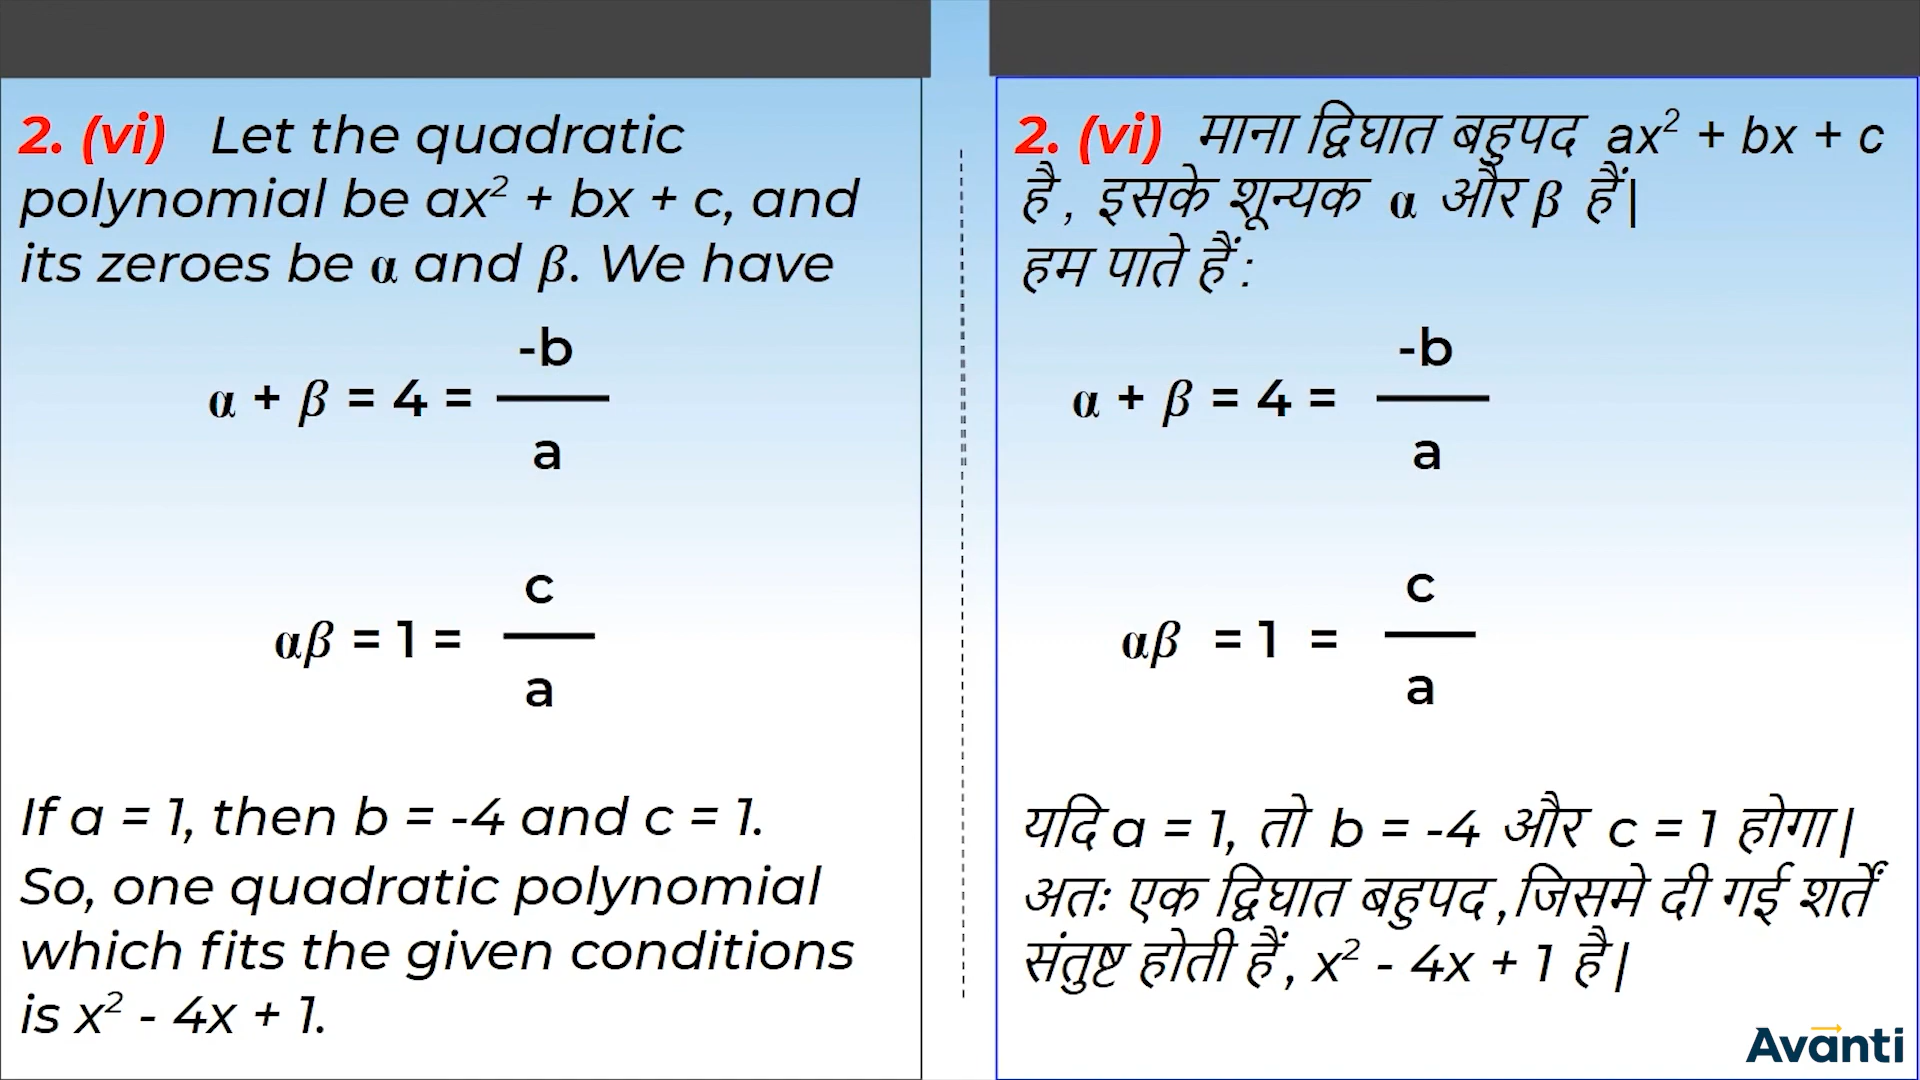 2. (vi) Let the quadratic
polynomial be ax² + bx + c, and
its zeroes be α and β. We have
-b
α + β = 4 =
a
c
αβ = 1 =
a
If a = 1, then b = -4 and c = 1.
So, one quadratic polynomial
which fits the given conditions
is x² - 4x + 1.
2. (vi) माना द्विघात बहुपद ax² + bx + c
है , इसके शून्यक α और β हैं|
हम पाते हैं :
-b
α + β = 4 =
a
c
αβ = 1 =
a
यदि a = 1, तो b = -4 और c = 1 होगा|
अतः एक द्विघात बहुपद ,जिसमे दी गई शर्तें
संतुष्ट होती हैं , x² - 4x + 1 है|
Avanti